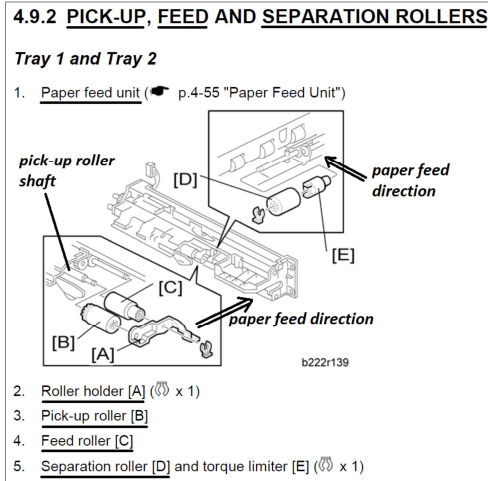 4.9.2 PICK-UP, FEED AND SEPARATION ROLLERS
Tray 1 and Tray 2
1. Paper feed unit (☛ p.4-55 "Paper Feed Unit")
pick-up roller
shaft
[D]
paper feed
direction
[E]
[C]
[B]
[A]
paper feed direction
b222r139
2. Roller holder [A] ( x 1)
3. Pick-up roller [B]
4. Feed roller [C]
5. Separation roller [D] and torque limiter [E] ( x 1)